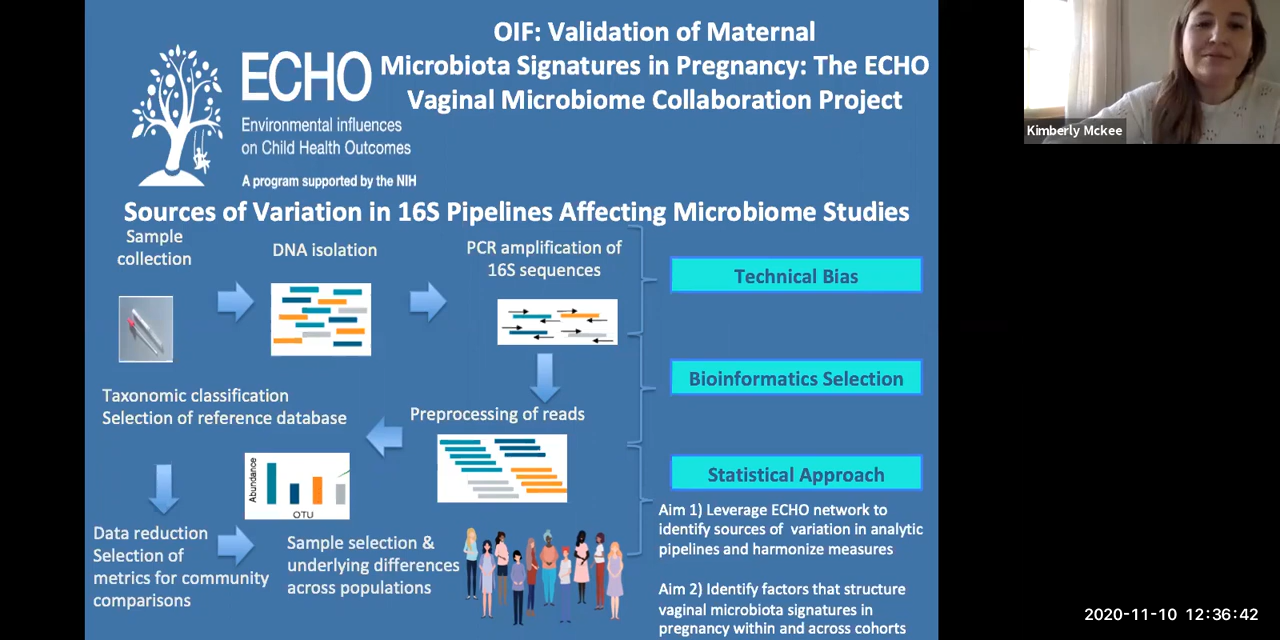 OIF: Validation of Maternal
Microbiota Signatures in Pregnancy: The ECHO
Vaginal Microbiome Collaboration Project
ECHO
Environmental influences
on Child Health Outcomes
A program supported by the NIH
Kimberly Mckee
Sources of Variation in 16S Pipelines Affecting Microbiome Studies
Sample
collection
DNA isolation
PCR amplification of
16S sequences
Technical Bias
Bioinformatics Selection
Taxonomic classification
Selection of reference database
Preprocessing of reads
Abundance
OTU
Statistical Approach
Data reduction
Selection of
metrics for community
comparisons
Sample selection &
underlying differences
across populations
Aim 1) Leverage ECHO network to
identify sources of variation in analytic
pipelines and harmonize measures
Aim 2) Identify factors that structure
vaginal microbiota signatures in
pregnancy within and across cohorts
2020-11-10 12:36:42